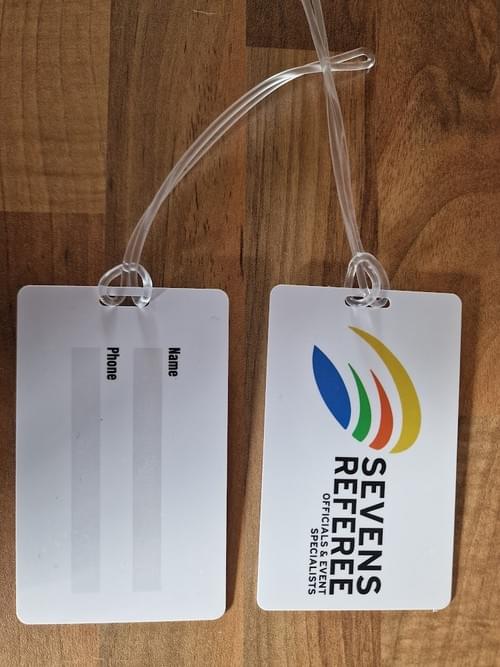 Name
Phone
SEVENS
REFEREE
OFFICIALS & EVENT
SPECIALISTS